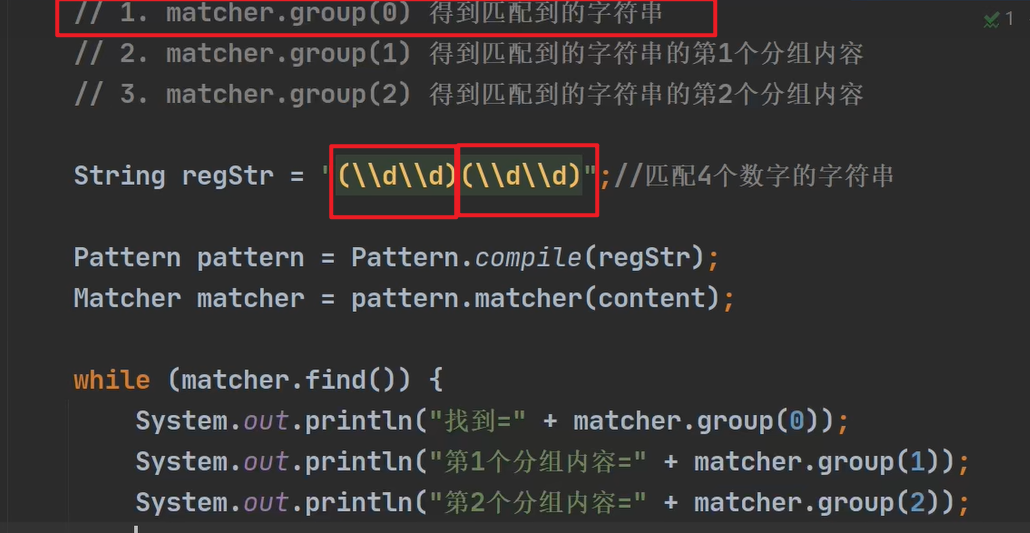 // 1. matcher.group(0) 得到匹配到的字符串
1
// 2. matcher.group(1) 得到匹配到的字符串的第1个分组内容
// 3. matcher.group(2) 得到匹配到的字符串的第2个分组内容
String regStr = "(\\d\\d)(\\d\\d)";//匹配4个数字的字符串
Pattern pattern = Pattern.compile(regStr);
Matcher matcher = pattern.matcher(content);
while (matcher.find()) {
System.out.println("找到=" + matcher.group(0));
System.out.println("第1个分组内容=" + matcher.group(1));
System.out.println("第2个分组内容=" + matcher.group(2));